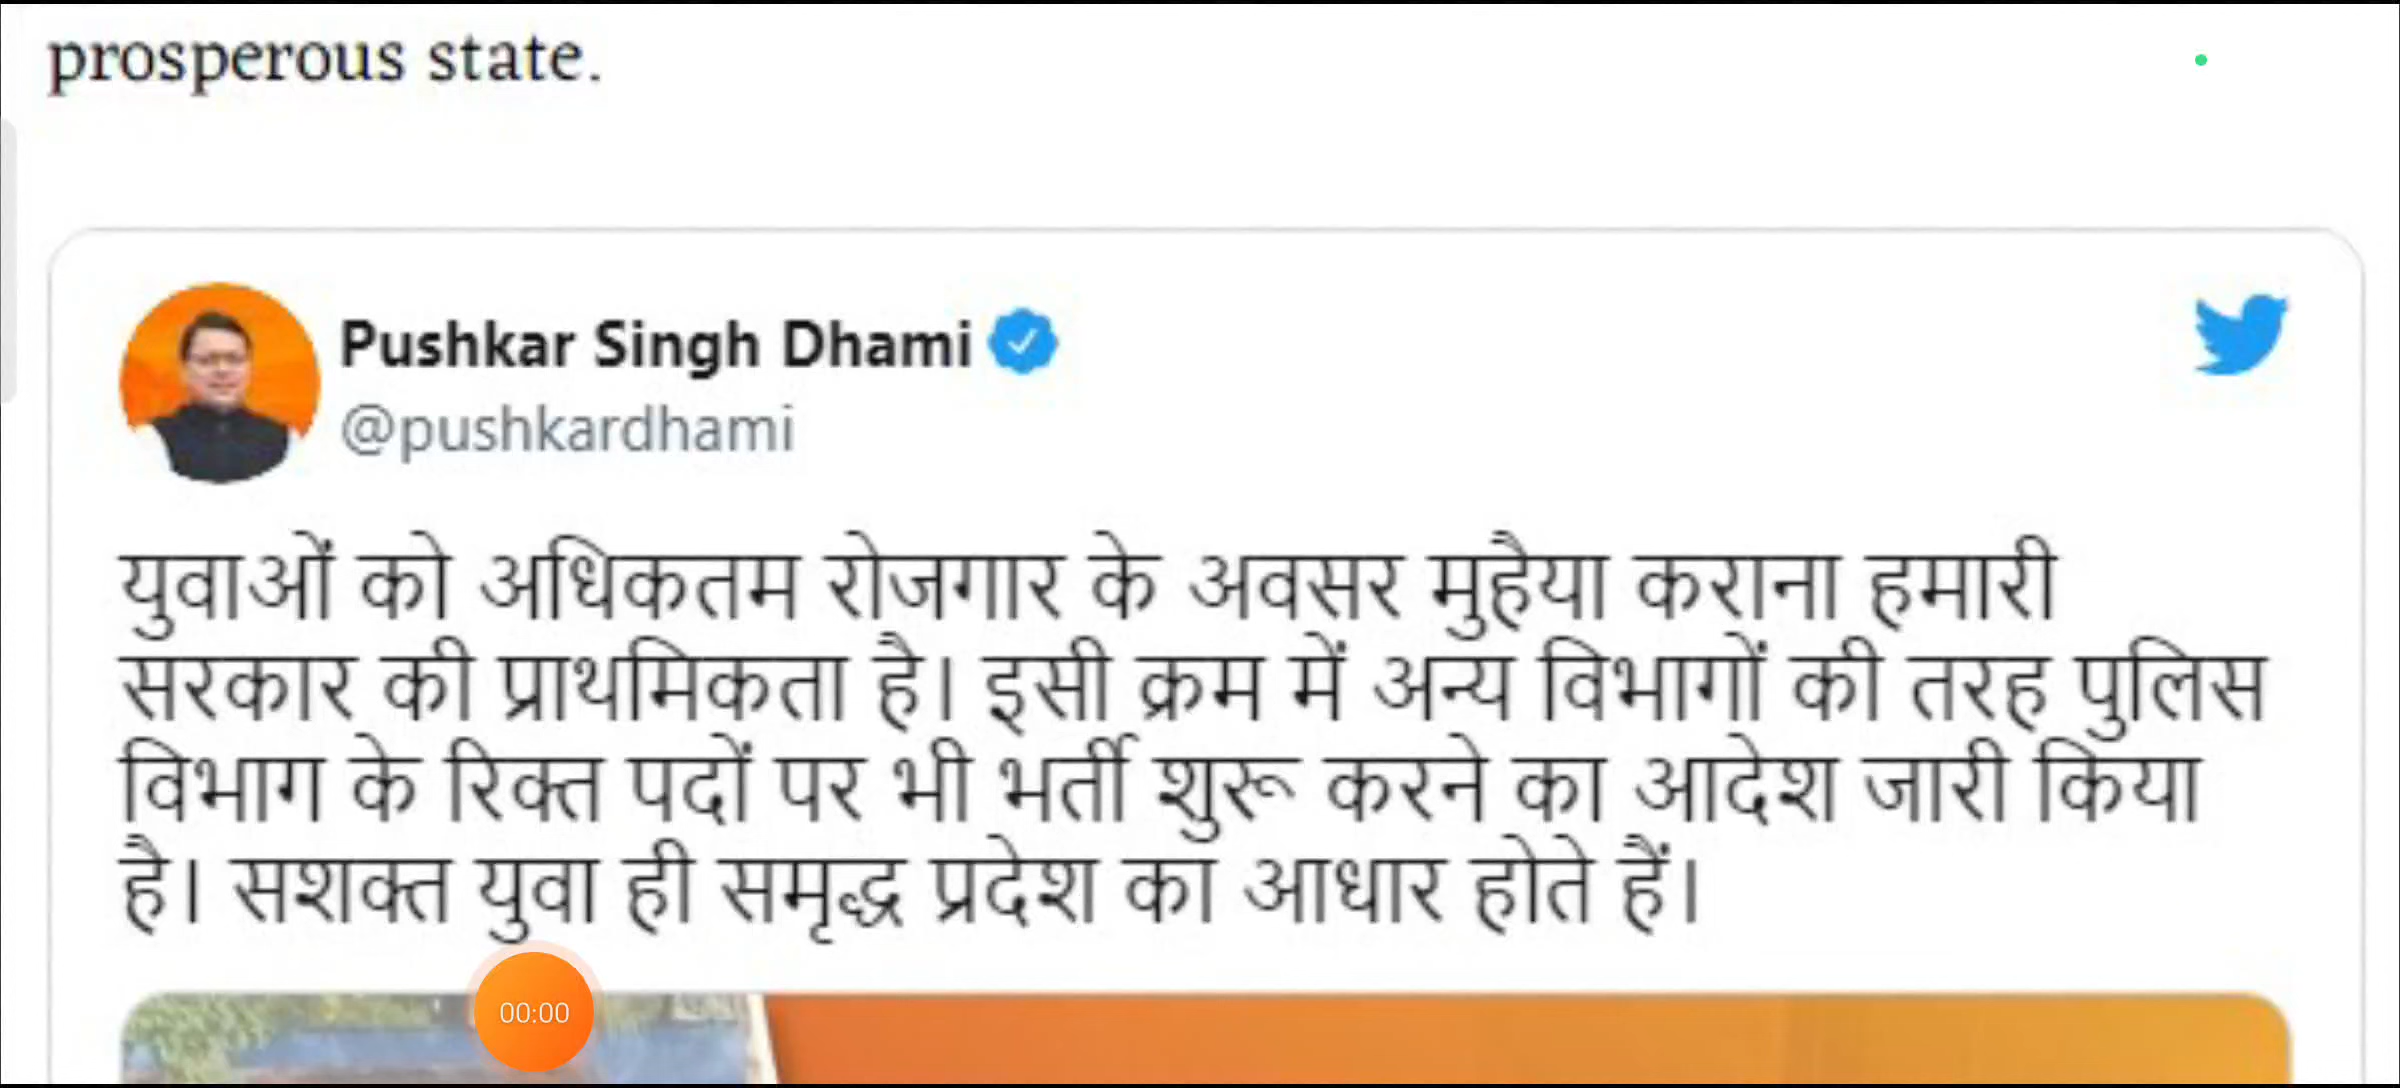 prosperous state.
Pushkar Singh Dhami
@pushkardhami
युवाओं को अधिकतम रोजगार के अवसर मुहैया कराना हमारी
सरकार की प्राथमिकता है। इसी क्रम में अन्य विभागों की तरह पुलिस
विभाग के रिक्त पदों पर भी भर्ती शुरू करने का आदेश जारी किया
है। सशक्त युवा ही समृद्ध प्रदेश का आधार होते हैं।
00:00